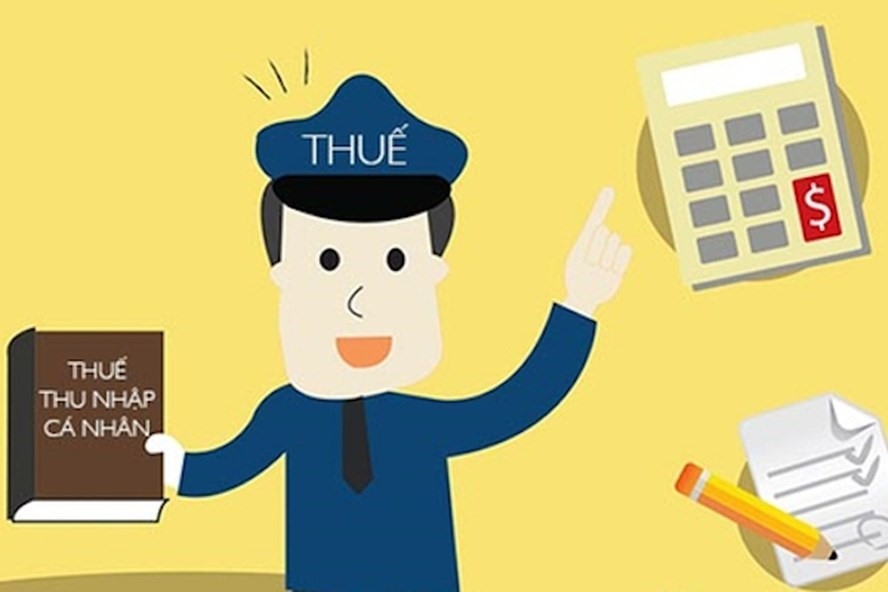 THUẾ
THUẾ
THU NHẬP
CÁ NHÂN
$